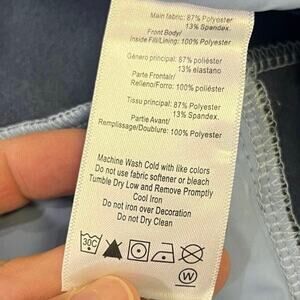 Main fabric: 87% Polyester
13% Spandex.
Front Body/
Inside Fill/Lining: 100% Polyester
Género principal: 87% poliéster
13% elastano
Parte Frontal/
Relleno/Forro: 100% poliéster
Tissu principal: 87% Polyester
13% Spandex.
Partie Avant/
Remplissage/Doublure: 100% Polyester
Machine Wash Cold with like colors
Do not use fabric softener or bleach
Tumble Dry Low and Remove Promptly
Cool Iron
Do not iron over Decoration
Do not Dry Clean
30C
W